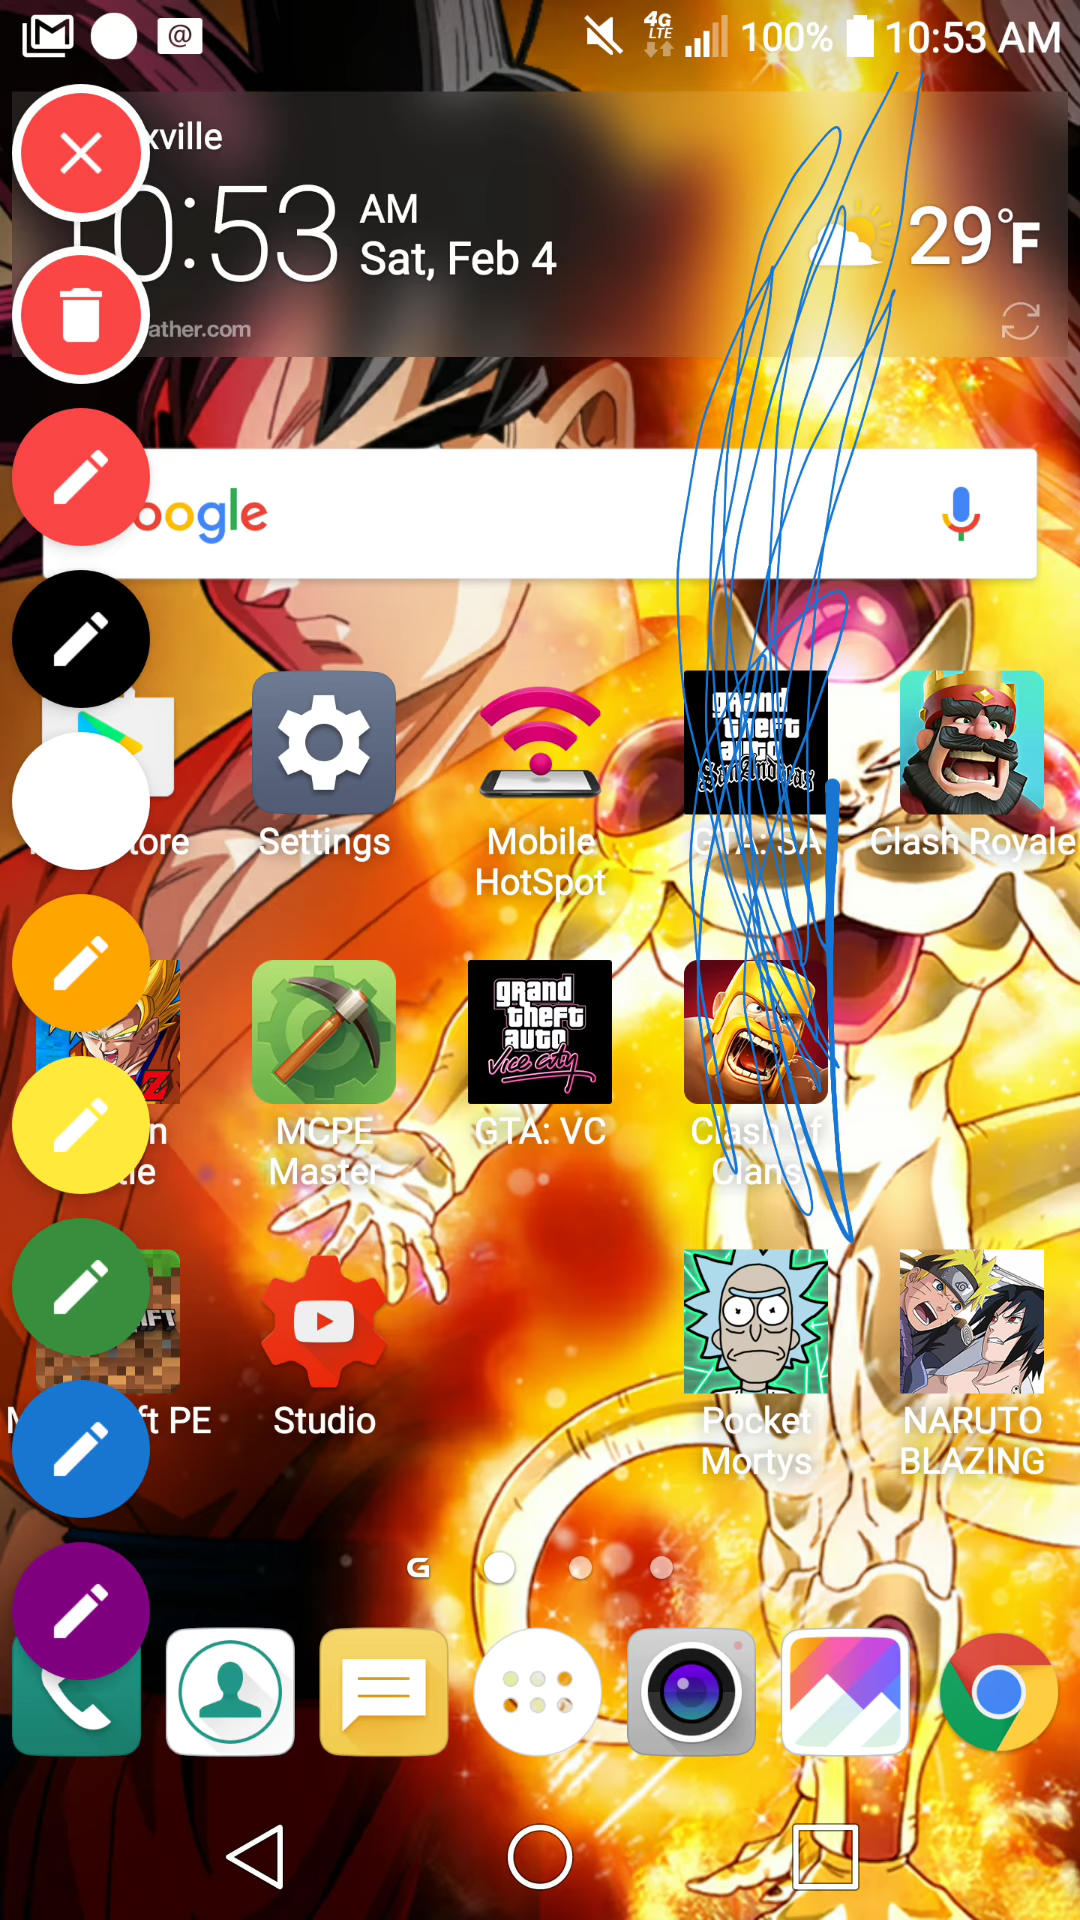 4G
LTE
100%
10:53 AM
xville
0:53
AM
Sat, Feb 4
29°F
ather.com
oogle
grand
theft
auto
San Andreas
tore
Settings
Mobile
HotSpot
GTA: SA
Clash Royale
grand
theft
auto
vice city
Z
n
tle
MCPE
Master
GTA: VC
Clash of
Clans
M
ft PE
Studio
Pocket
Mortys
NARUTO
BLAZING
G